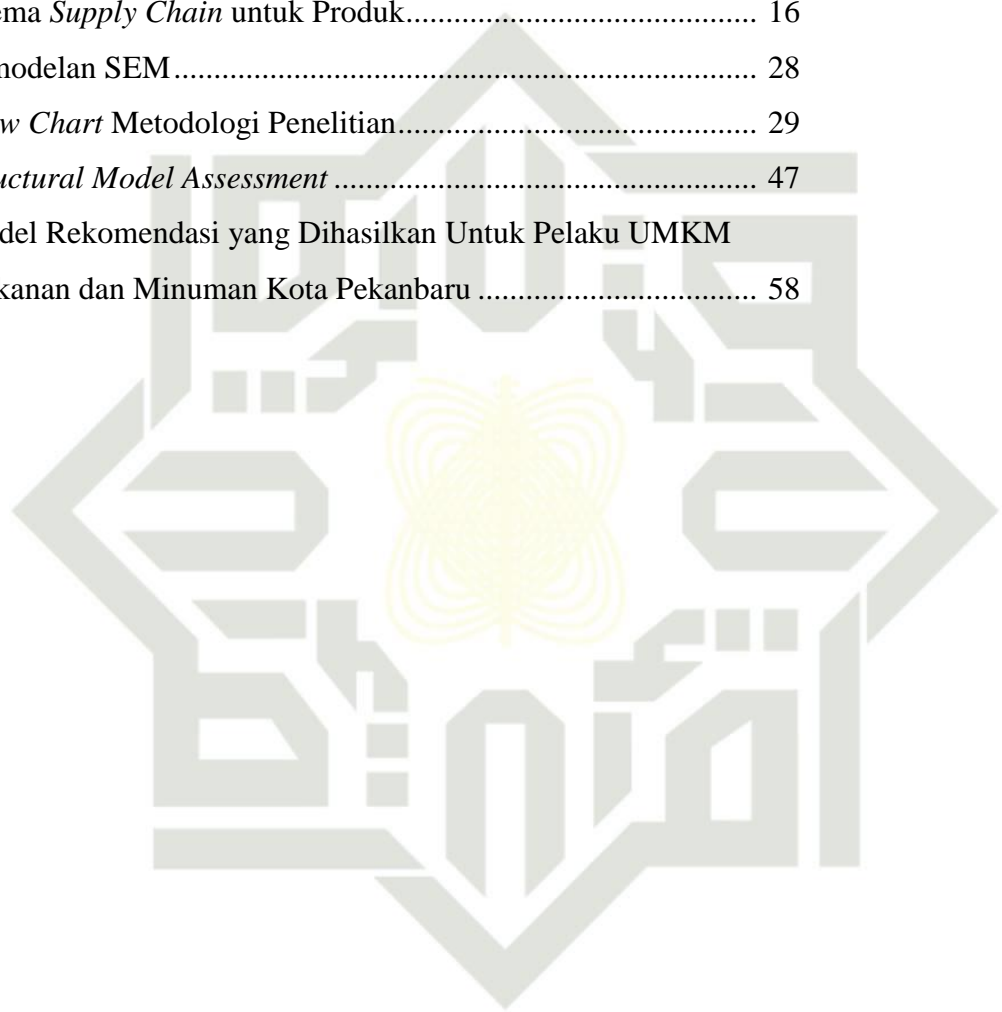 ema Supply Chain untuk Produk.......................................................... 16
modelan SEM................................................................................................ 28
w Chart Metodologi Penelitian............................................................ 29
uctural Model Assessment ...................................................................... 47
del Rekomendasi yang Dihasilkan Untuk Pelaku UMKM
kanan dan Minuman Kota Pekanbaru .............................................. 58